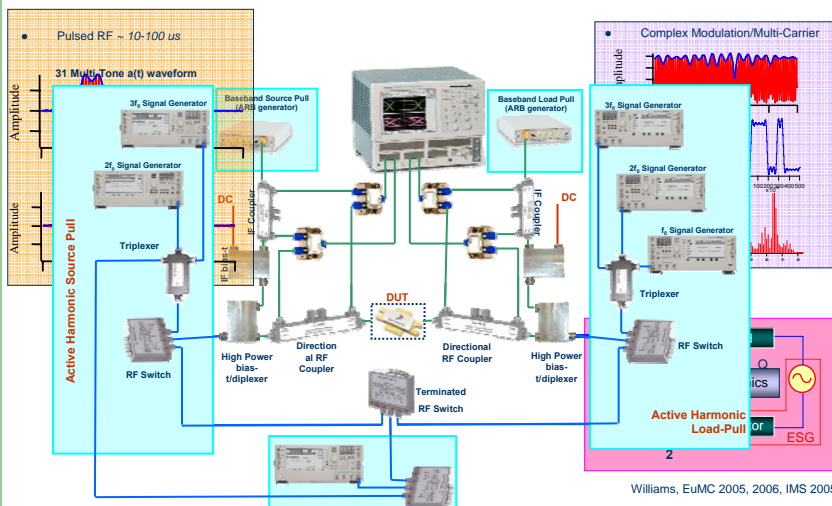 • Pulsed RF ~ 10-100 us
31 Multi Tone a(t) waveform
Amplitude
Amplitude
Active Harmonic Source Pull
3f0 Signal Generator
2f0 Signal Generator
Triplexer
RF Switch
DC
Baseband Source Pull
(ARB generator)
IF Coupler
IF bias-t
High Power
bias-
t/diplexer
Direction
al RF
Coupler
DUT
Directional
RF Coupler
High Power
bias-
t/diplexer
Baseband Load Pull
(ARB generator)
IF Coupler
DC
Terminated
RF Switch
• Complex Modulation/Multi-Carrier
3f0 Signal Generator
2f0 Signal Generator
f0 Signal Generator
Triplexer
RF Switch
Active Harmonic
Load-Pull
Q
ESG
2
Williams, EuMC 2005, 2006, IMS 2005